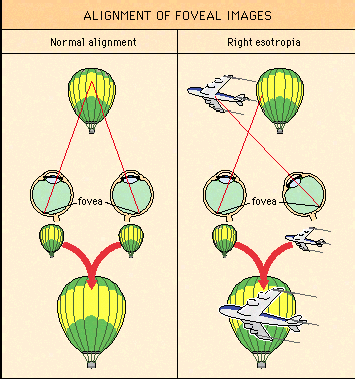 ALIGNMENT OF FOVEAL IMAGES
Normal alignment
Right esotropia
fovea
fovea